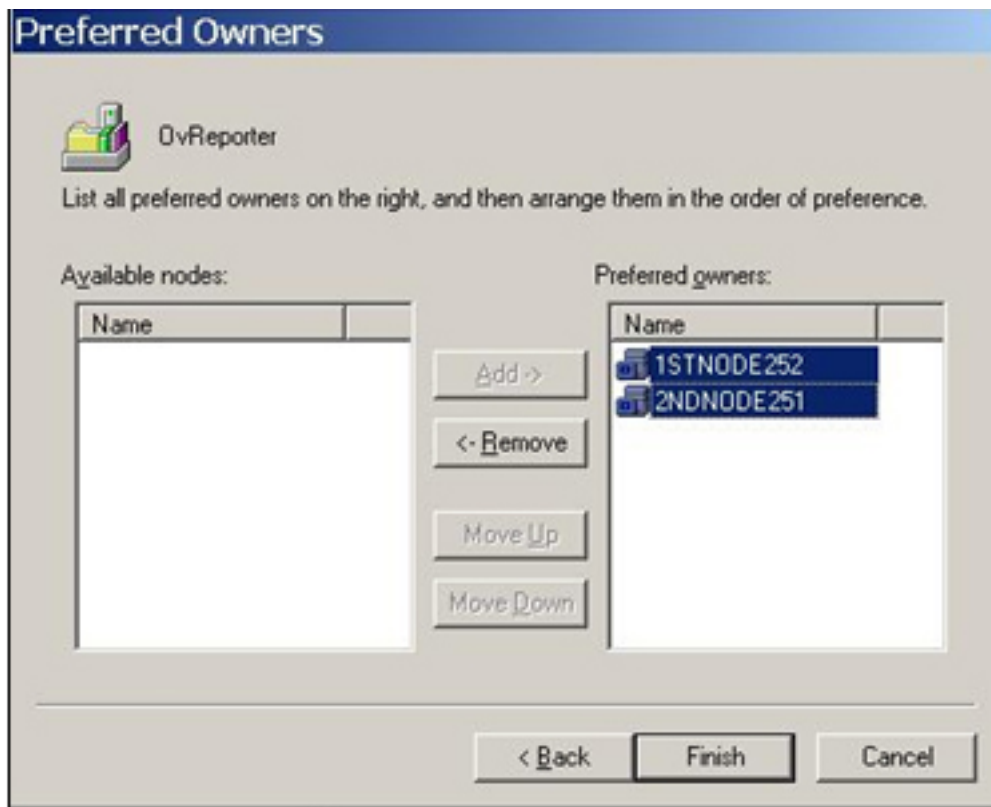 Preferred Owners
OvReporter
List all preferred owners on the right, and then arrange them in the order of preference.
Available nodes:
Preferred owners:
Name
Name
Add ->
1STNODE252
2NDNODE251
<- Remove
Move Up
Move Down
< Back
Finish
Cancel